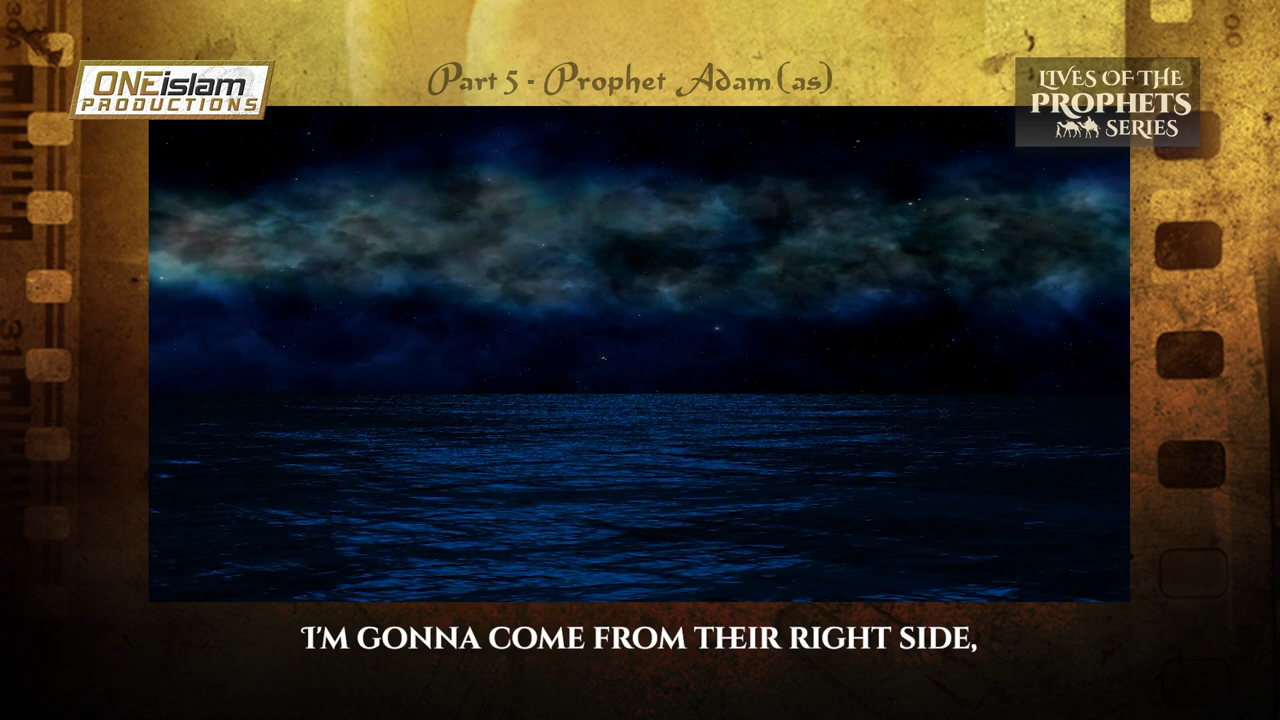 ONEislam
PRODUCTIONS
Part 5 - Prophet Adam (as)
LIVES OF THE
PROPHETS
SERIES
I'M GONNA COME FROM THEIR RIGHT SIDE,